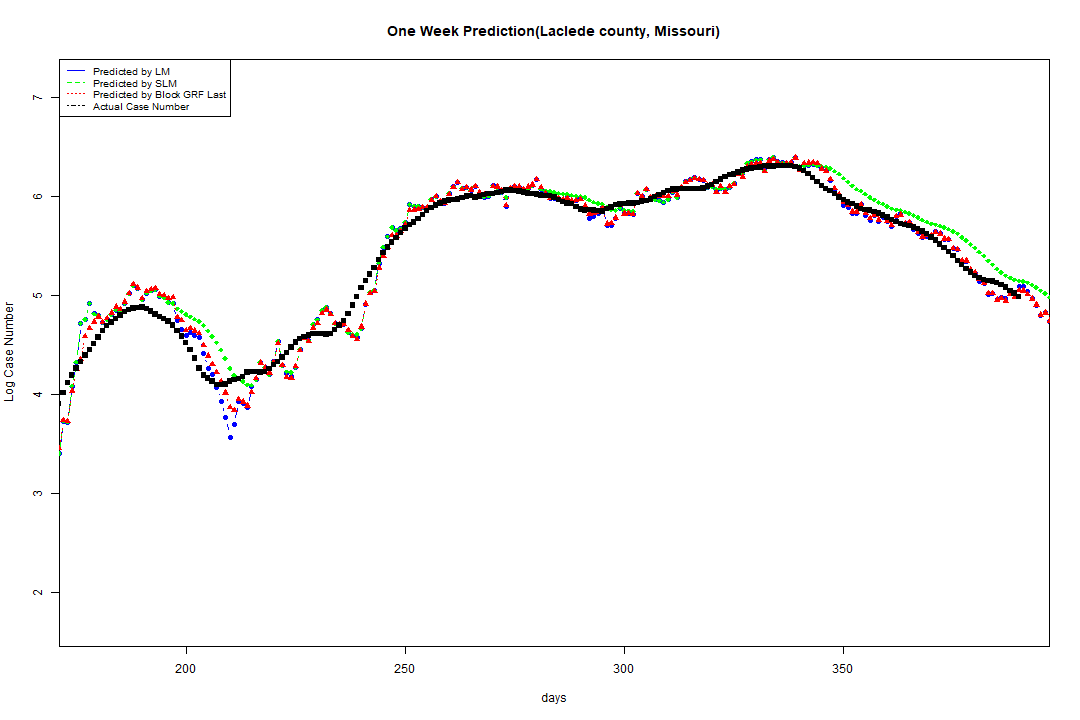 One Week Prediction(Laclede county, Missouri)
Predicted by LM
Predicted by SLM
Predicted by Block GRF Last
Actual Case Number
7
6
5
4
3
2
Log Case Number
200 250 300 350
days